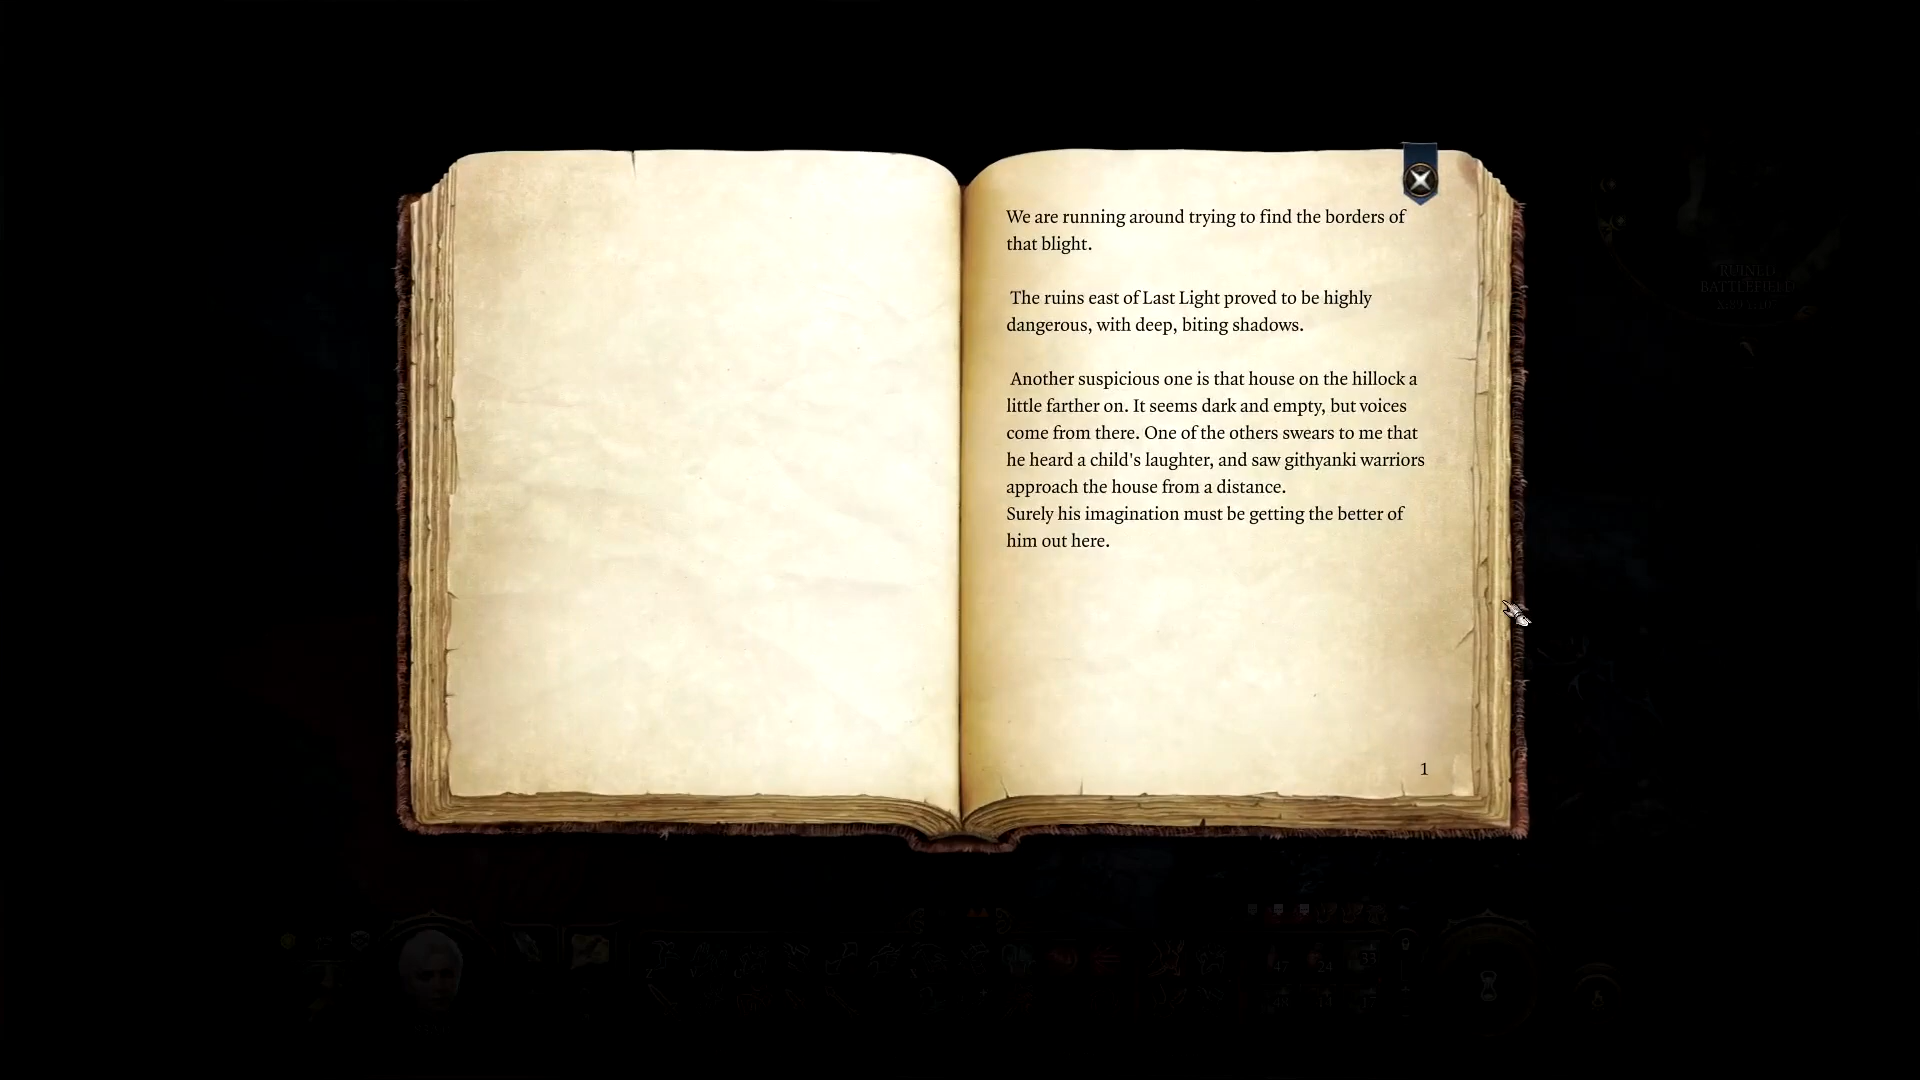 We are running around trying to find the borders of
that blight.
The ruins east of Last Light proved to be highly
dangerous, with deep, biting shadows.
Another suspicious one is that house on the hillock a
little farther on. It seems dark and empty, but voices
come from there. One of the others swears to me that
he heard a child's laughter, and saw githyanki warriors
approach the house from a distance.
Surely his imagination must be getting the better of
him out here.
1
RUINED
BATTLEFIELD